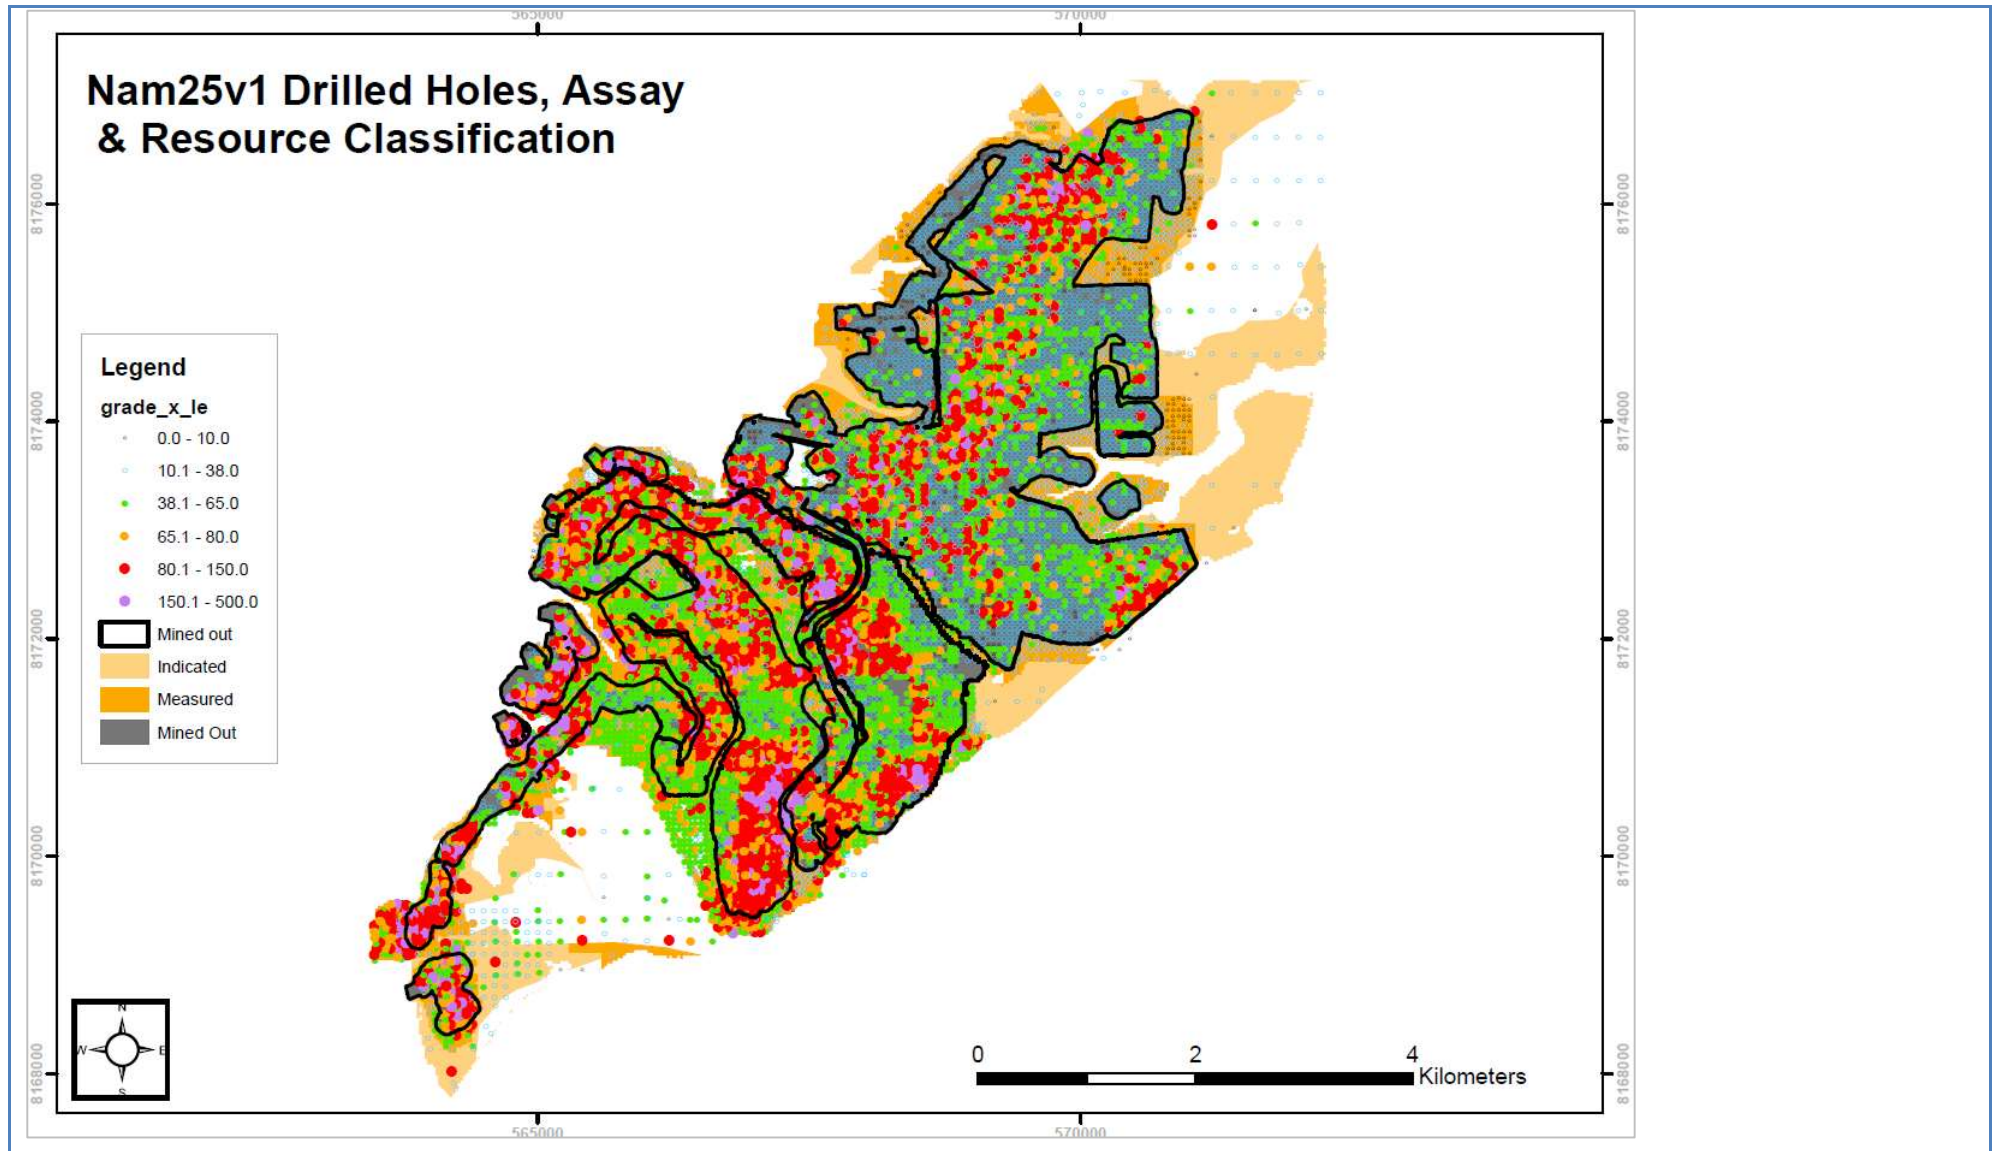 565000 570000
Nam25v1 Drilled Holes, Assay
& Resource Classification
8176000 8176000
8174000 8174000
8172000 8172000
8170000 8170000
8168000 8168000
Legend
grade_x_le
0.0 - 10.0
10.1 - 38.0
38.1 - 65.0
65.1 - 80.0
80.1 - 150.0
150.1 - 500.0
Mined out
Indicated
Measured
Mined Out
N
W E
S
0 2 4
Kilometers
565000 570000